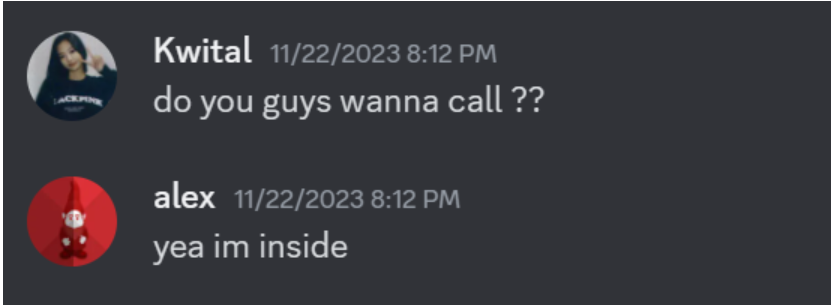 Kwital 11/22/2023 8:12 PM
do you guys wanna call ??
LACKPINK
alex 11/22/2023 8:12 PM
yea im inside